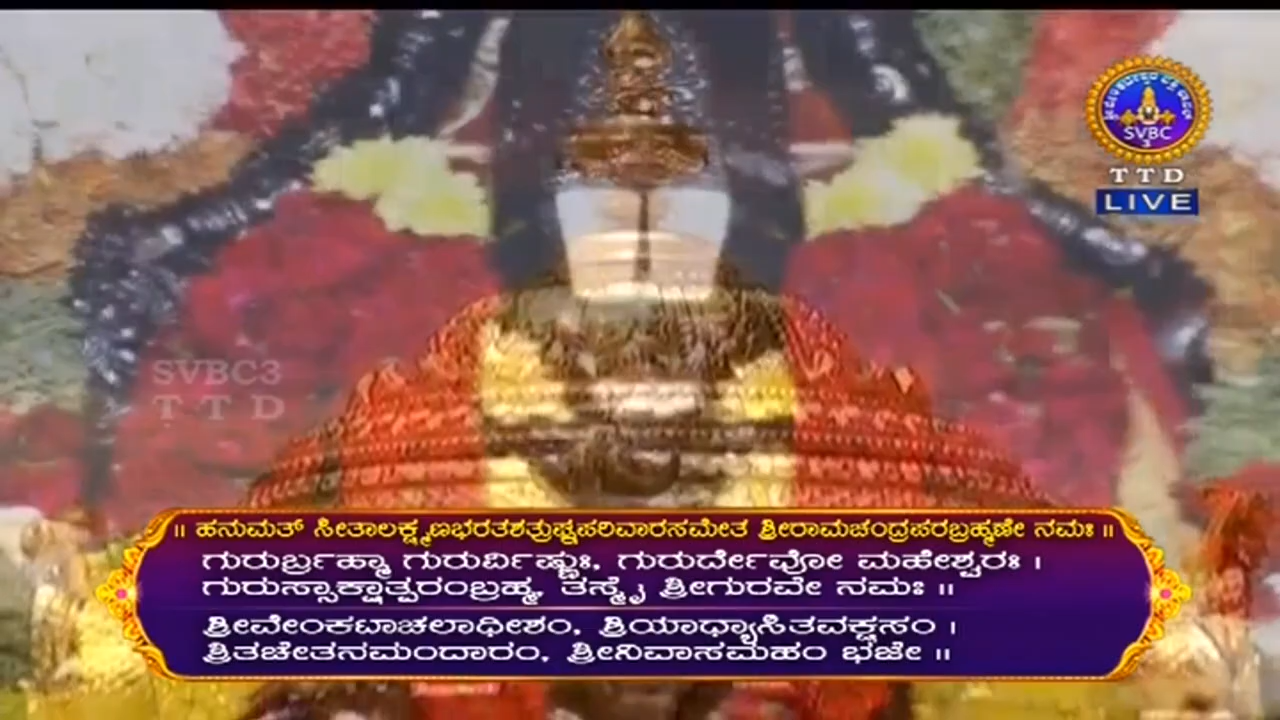 SVBC
3
TTD
LIVE
SVBC3
TTD
॥ ಹನುಮತ್ ಸೀತಾಲಕ್ಷ್ಮಣಭರತಶತ್ರುಘ್ನಪರಿವಾರಸಮೇತ ಶ್ರೀರಾಮಚಂದ್ರಪರಬ್ರಹ್ಮಣೇ ನಮಃ ॥
ಗುರುರ್ಬ್ರಹ್ಮಾ ಗುರುರ್ವಿಷ್ಣುಃ, ಗುರುರ್ದೇವೋ ಮಹೇಶ್ವರಃ ।
ಗುರುಸ್ಸಾಕ್ಷಾತ್ಪರಂಬ್ರಹ್ಮ, ತಸ್ಮೈ ಶ್ರೀಗುರವೇ ನಮಃ ॥
ಶ್ರೀವೇಂಕಟಾಚಲಾಧೀಶಂ, ಶ್ರಿಯಾಧ್ಯಾಸಿತವಕ್ಷಸಂ ।
ಶ್ರಿತಚೇತನಮಂದಾರಂ, ಶ್ರೀನಿವಾಸಮಹಂ ಭಜೇ ॥